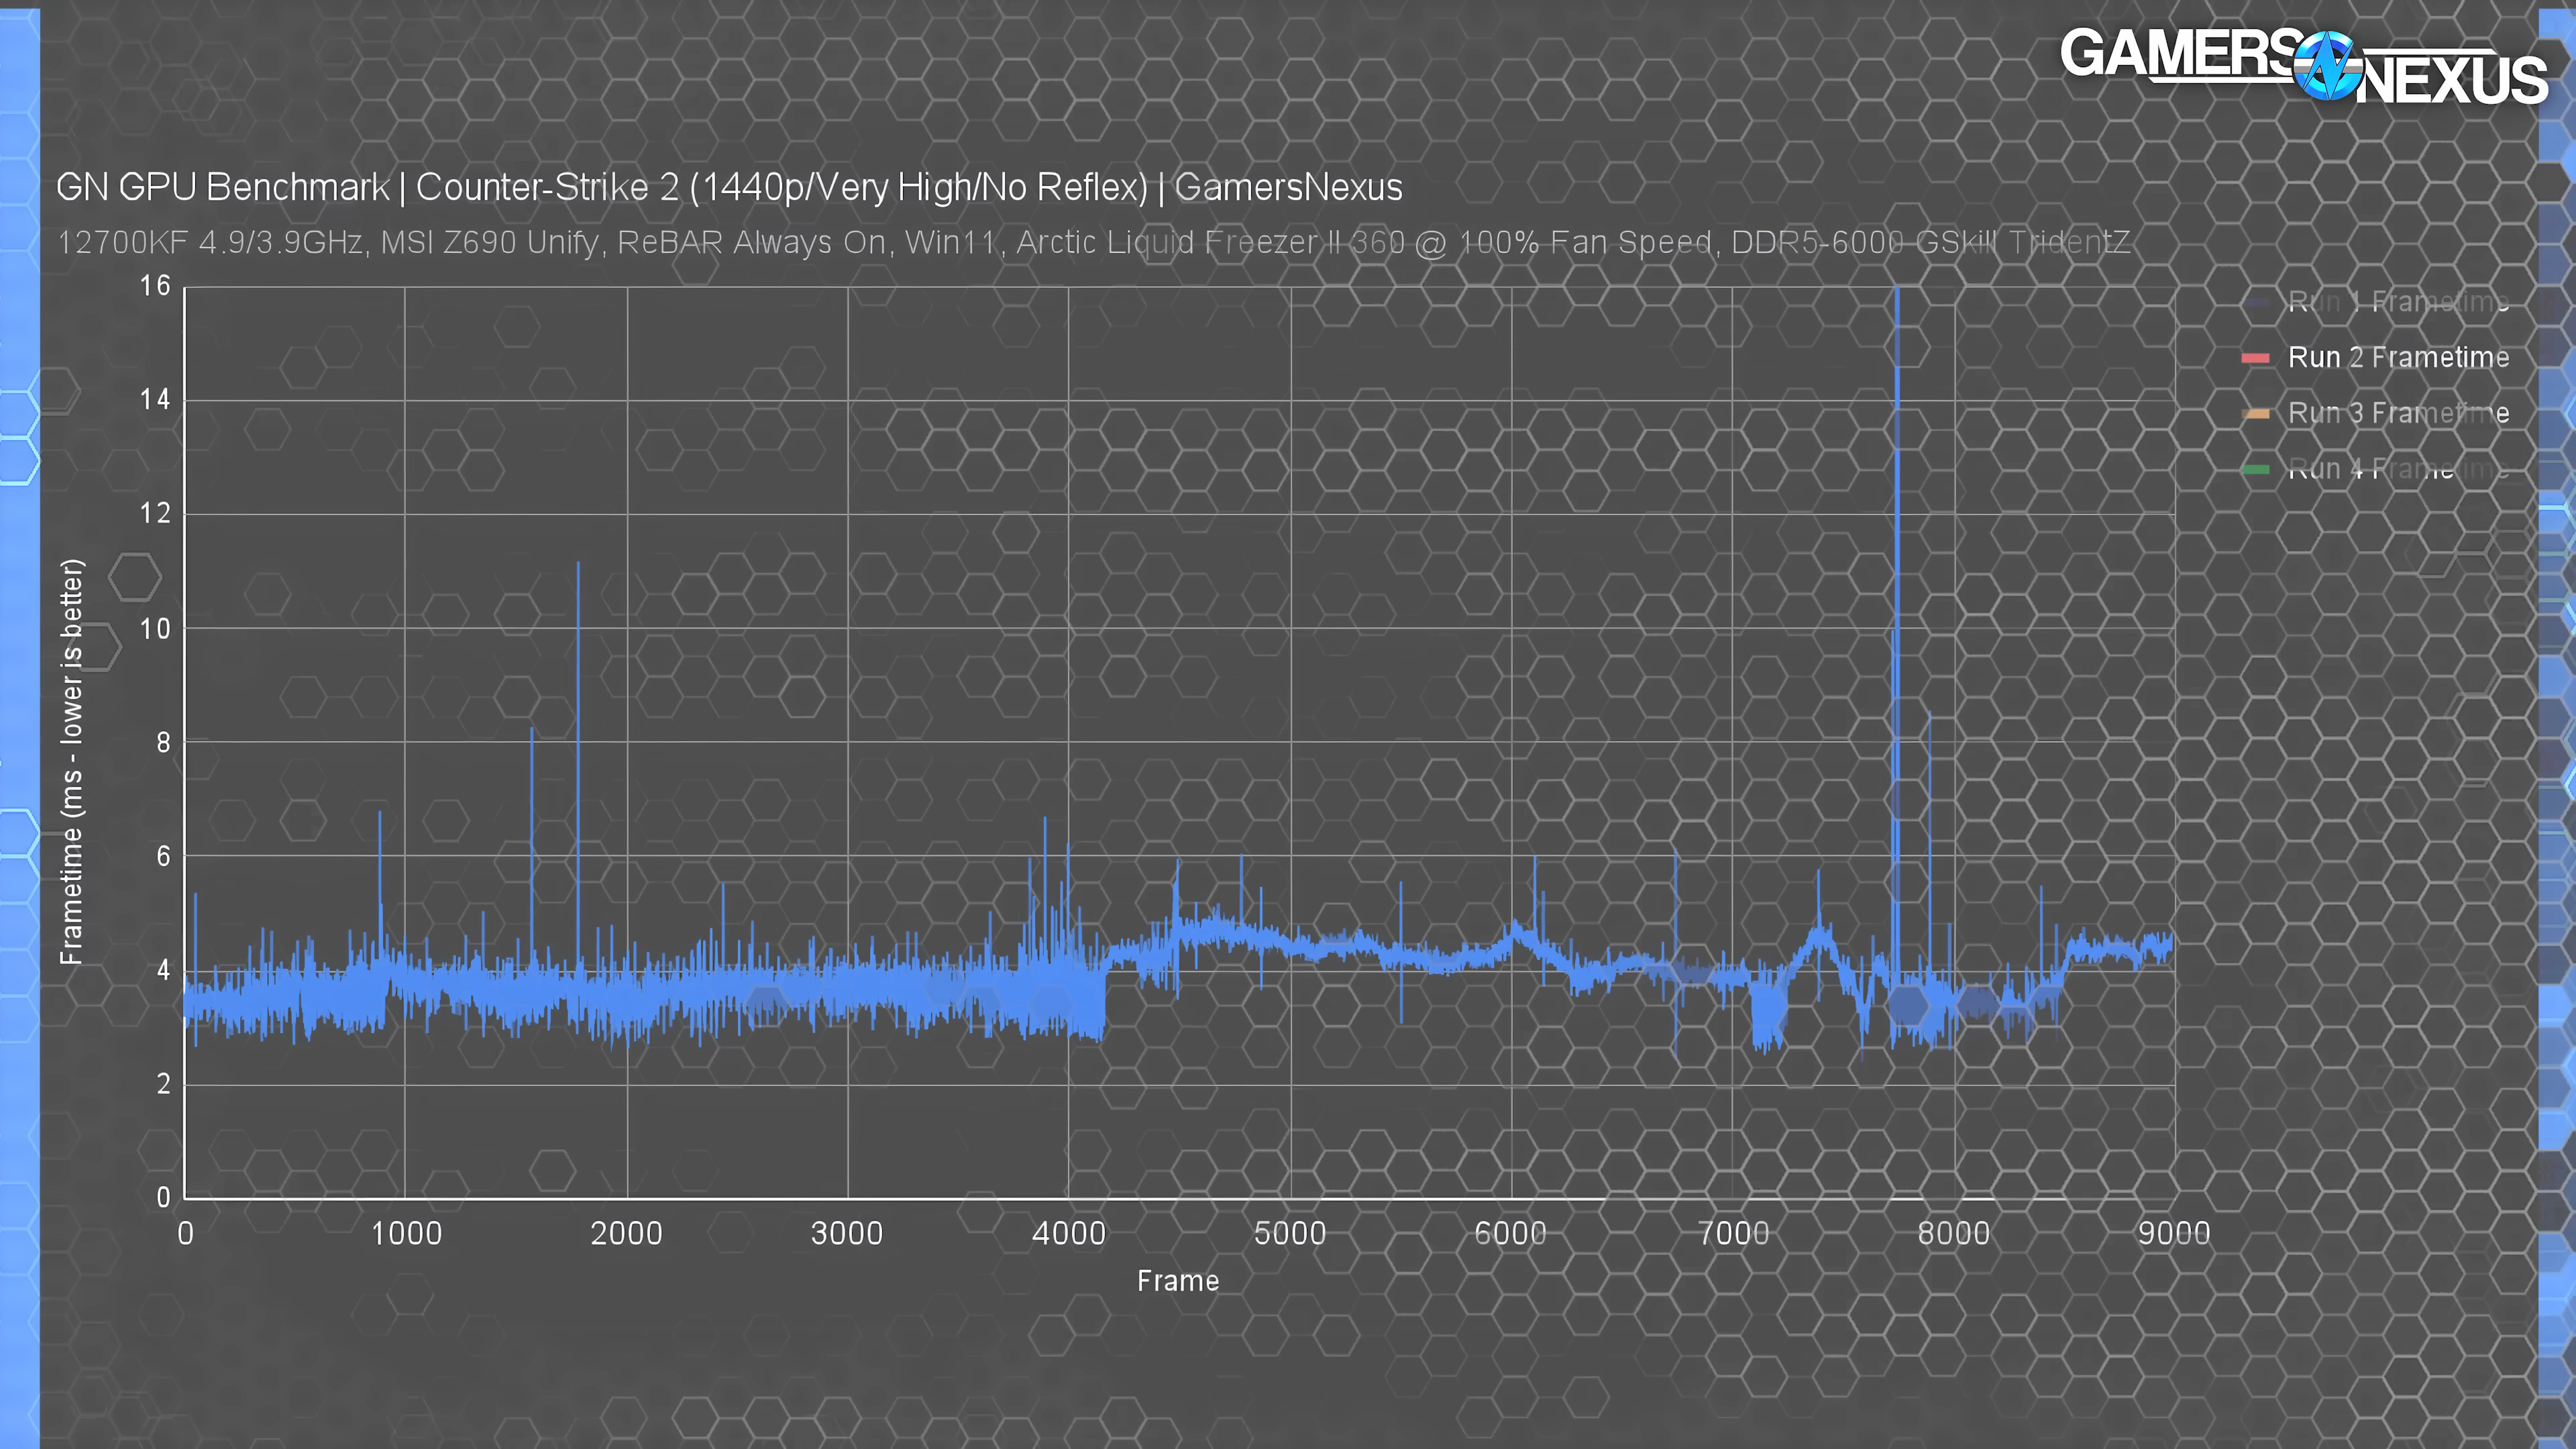 GAMERS NEXUS
GN GPU Benchmark | Counter-Strike 2 (1440p/Very High/No Reflex) | GamersNexus
12700KF 4.9/3.9GHz, MSI Z690 Unify, ReBAR Always On, Win11, Arctic Liquid Freezer II 360 @ 100% Fan Speed, DDR5-6000 GSkill TridentZ
Run 1 Frametime
Run 2 Frametime
Run 3 Frametime
Run 4 Frametime
Frametime (ms - lower is better)
16
14
12
10
8
6
4
2
0
0 1000 2000 3000 4000 5000 6000 7000 8000 9000
Frame